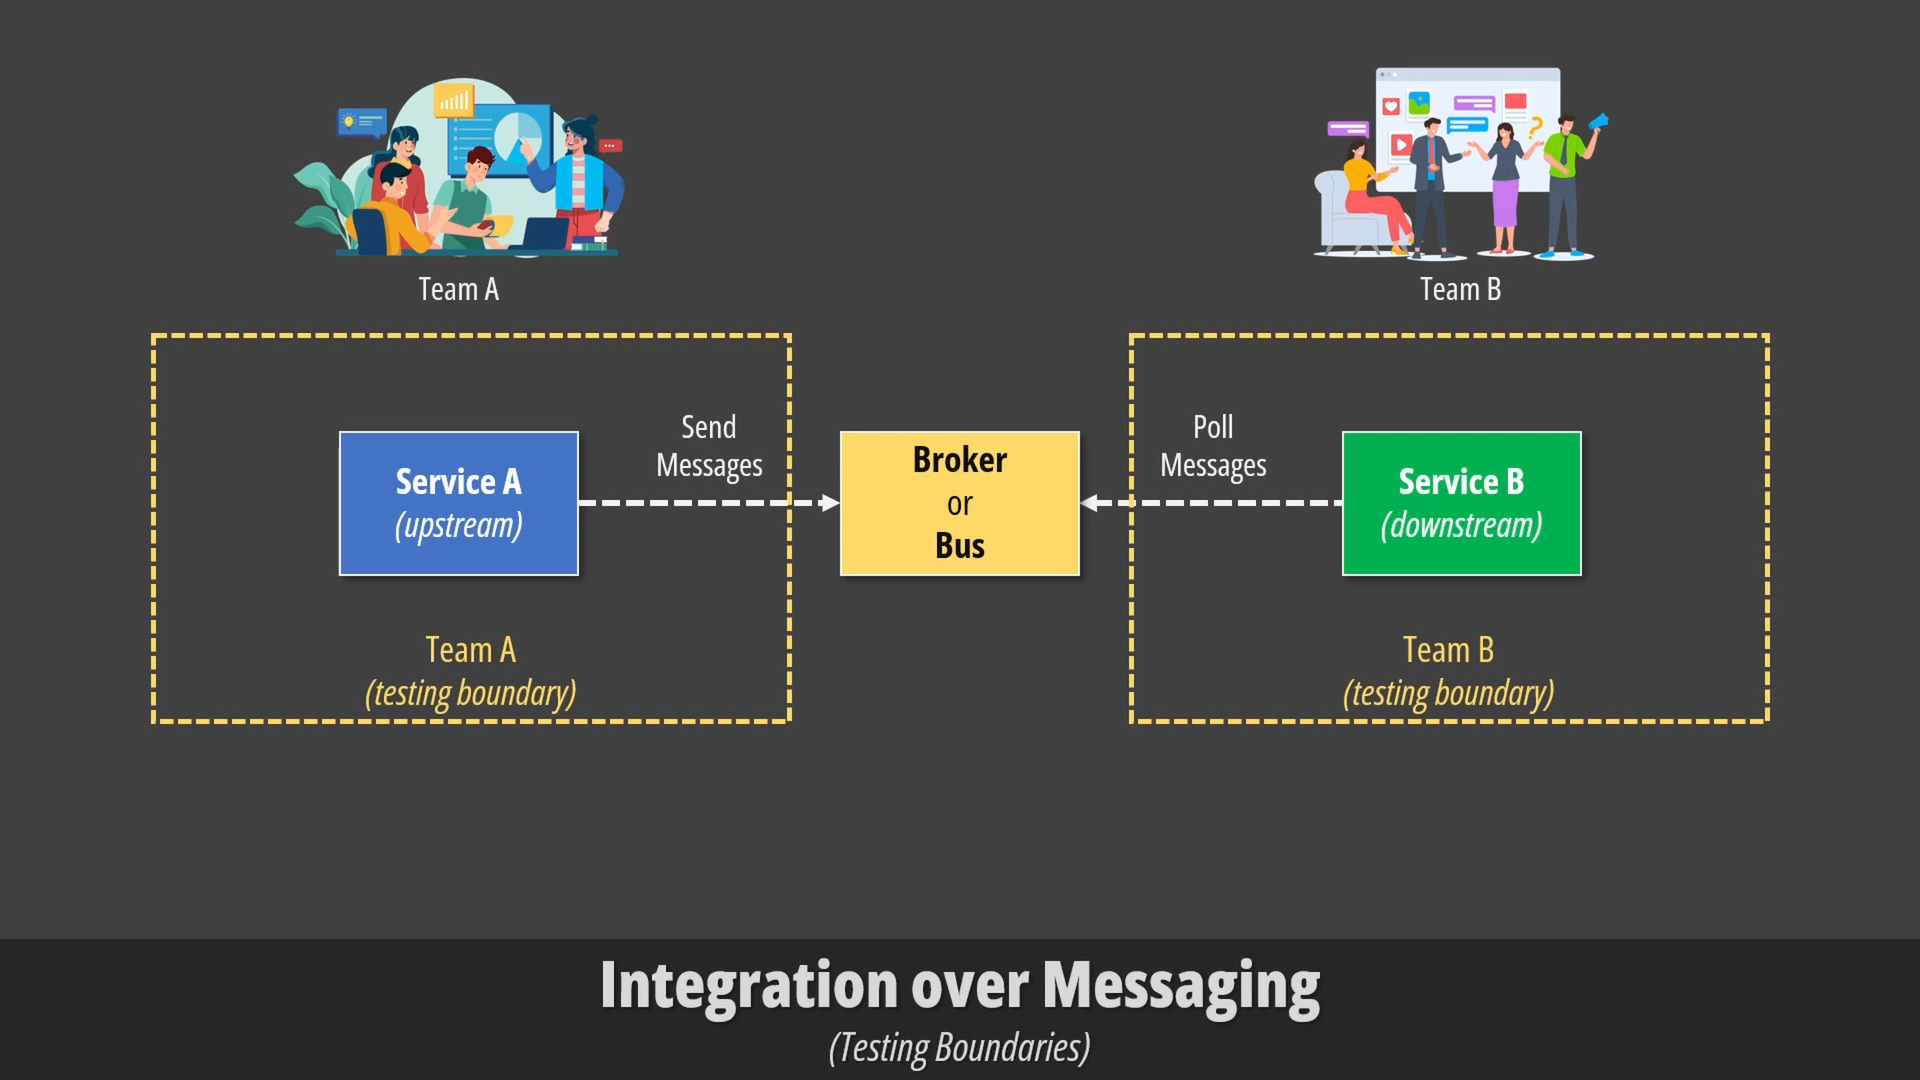 Team A
Team B
Send
Messages
Poll
Messages
Service A
(upstream)
Broker
or
Bus
Service B
(downstream)
Team A
(testing boundary)
Team B
(testing boundary)
Integration over Messaging
(Testing Boundaries)